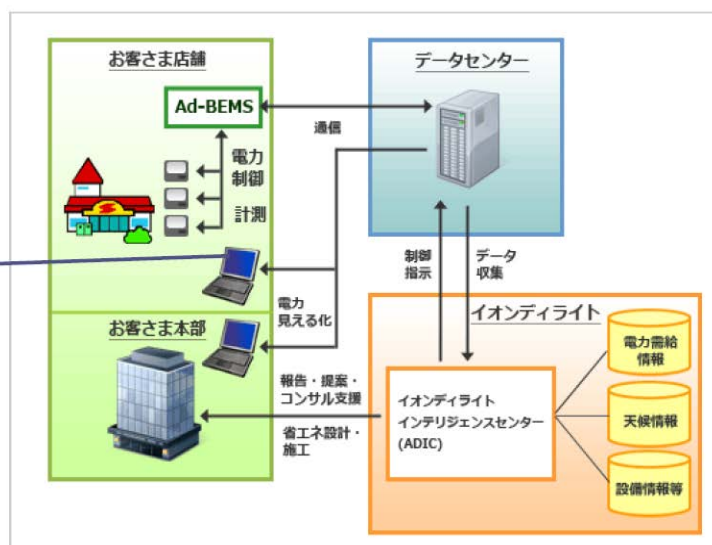 お客さま店舗
Ad-BEMS
電力
制御
計測
お客さま本部
データセンター
通信
電力
見える化
制御
指示
データ
収集
報告・提案・
コンサル支援
省エネ設計・
施工
イオンディライト
イオンディライト
インテリジェンスセンター
(ADIC)
電力需給
情報
天候情報
設備情報等